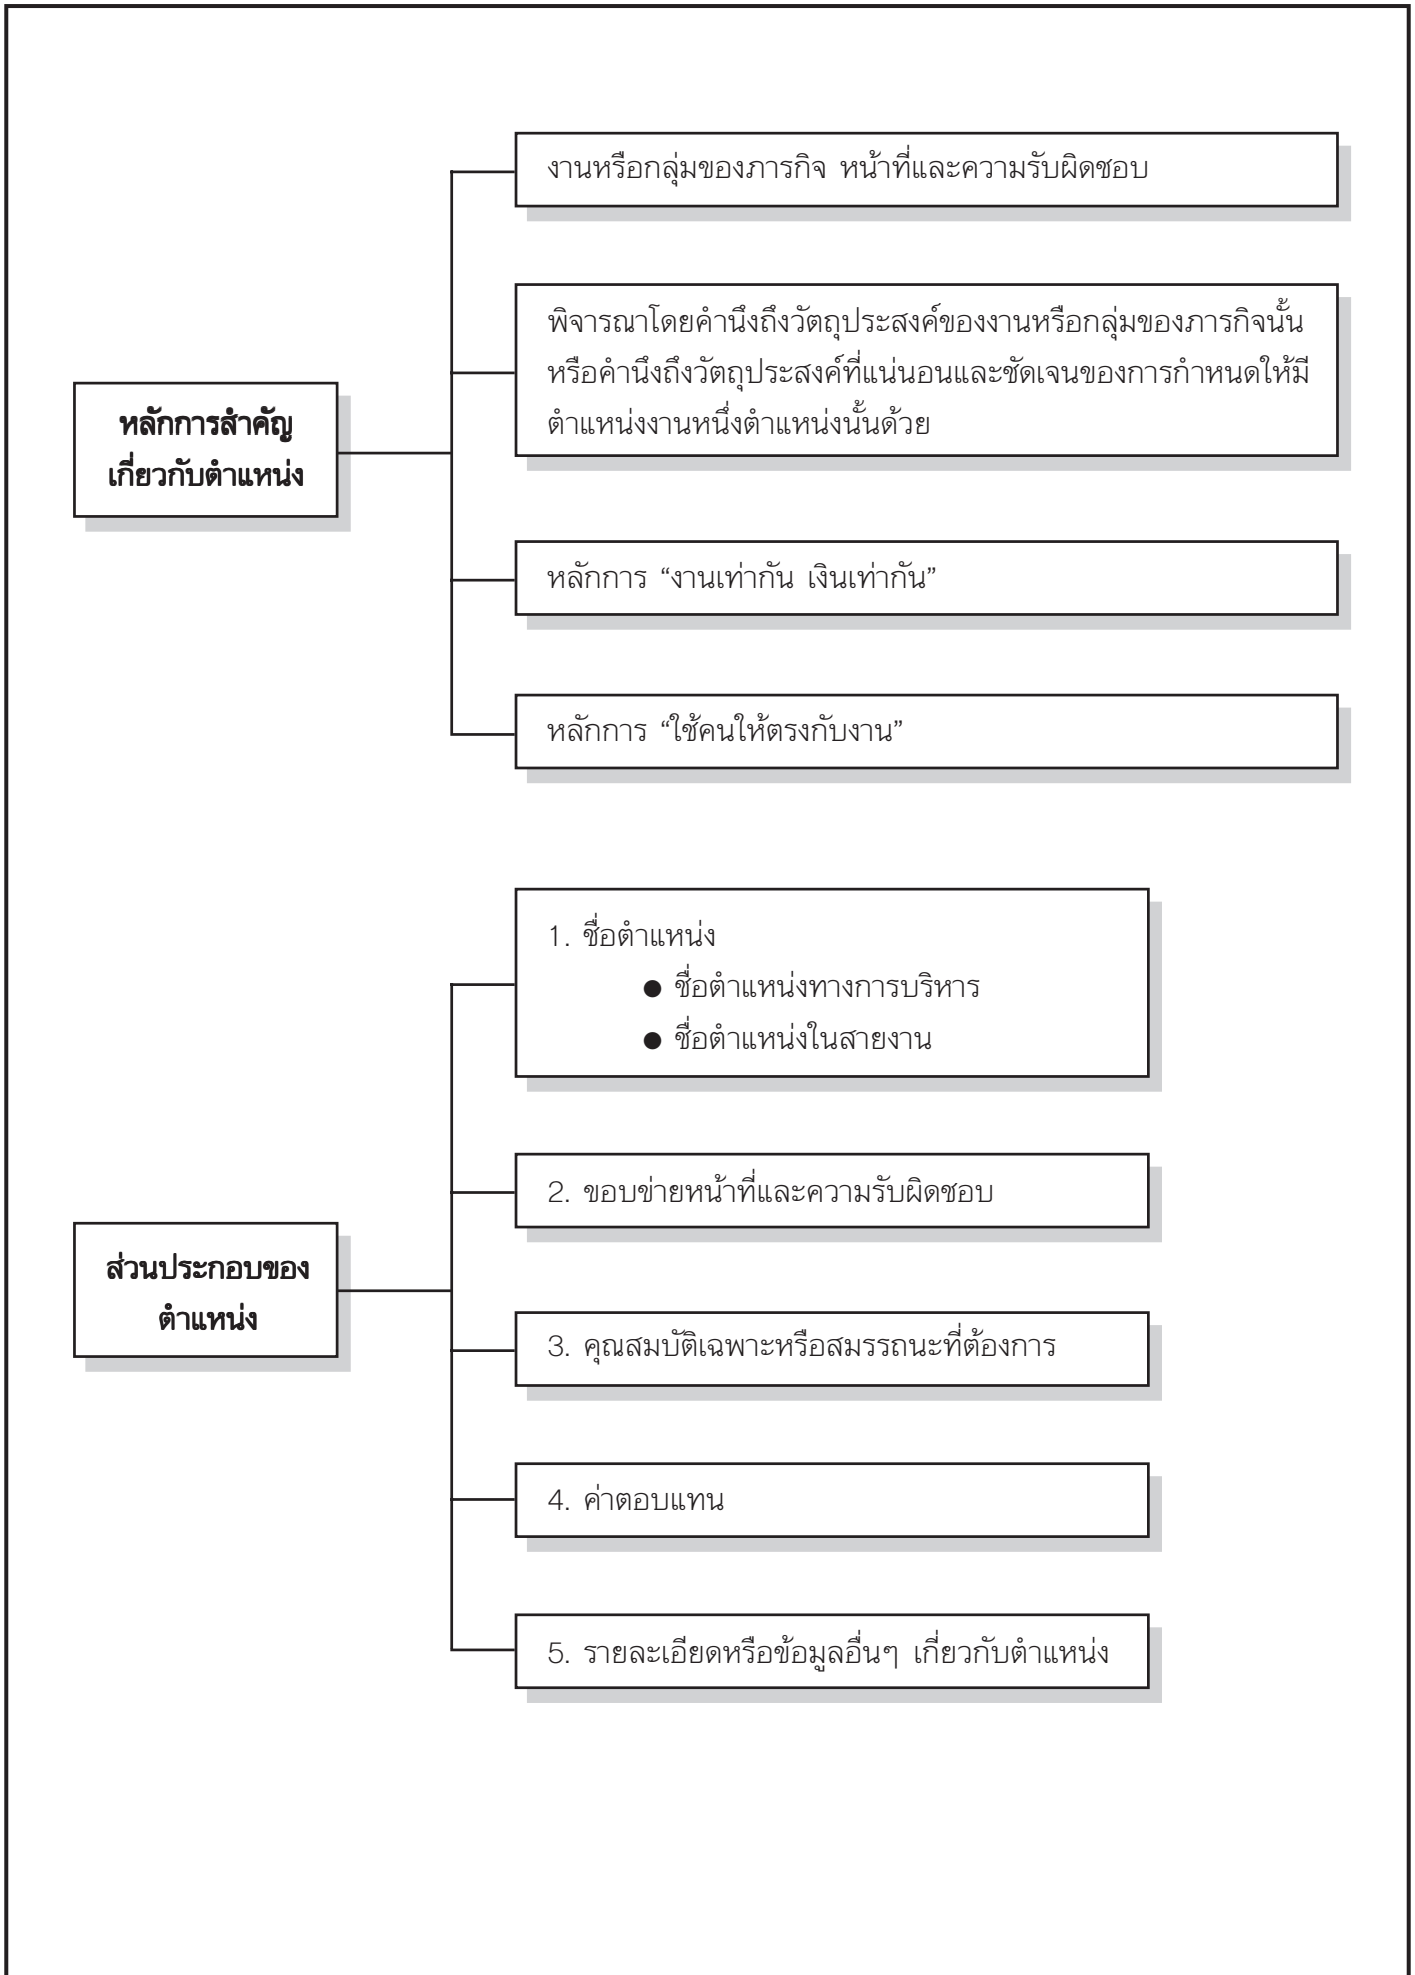 งานหรือกลุ่มของภารกิจ หน้าที่และความรับผิดชอบ
พิจารณาโดยคำนึงถึงวัตถุประสงค์ของงานหรือกลุ่มของภารกิจนั้น
หรือคำนึงถึงวัตถุประสงค์ที่แน่นอนและชัดเจนของการกำหนดให้มี
ตำแหน่งงานหนึ่งตำแหน่งนั้นด้วย
หลักการสำคัญ
เกี่ยวกับตำแหน่ง
หลักการ “งานเท่ากัน เงินเท่ากัน”
หลักการ “ใช้คนให้ตรงกับงาน”
1. ชื่อตำแหน่ง
● ชื่อตำแหน่งทางการบริหาร
● ชื่อตำแหน่งในสายงาน
2. ขอบข่ายหน้าที่และความรับผิดชอบ
ส่วนประกอบของ
ตำแหน่ง
3. คุณสมบัติเฉพาะหรือสมรรถนะที่ต้องการ
4. ค่าตอบแทน
5. รายละเอียดหรือข้อมูลอื่นๆ เกี่ยวกับตำแหน่ง